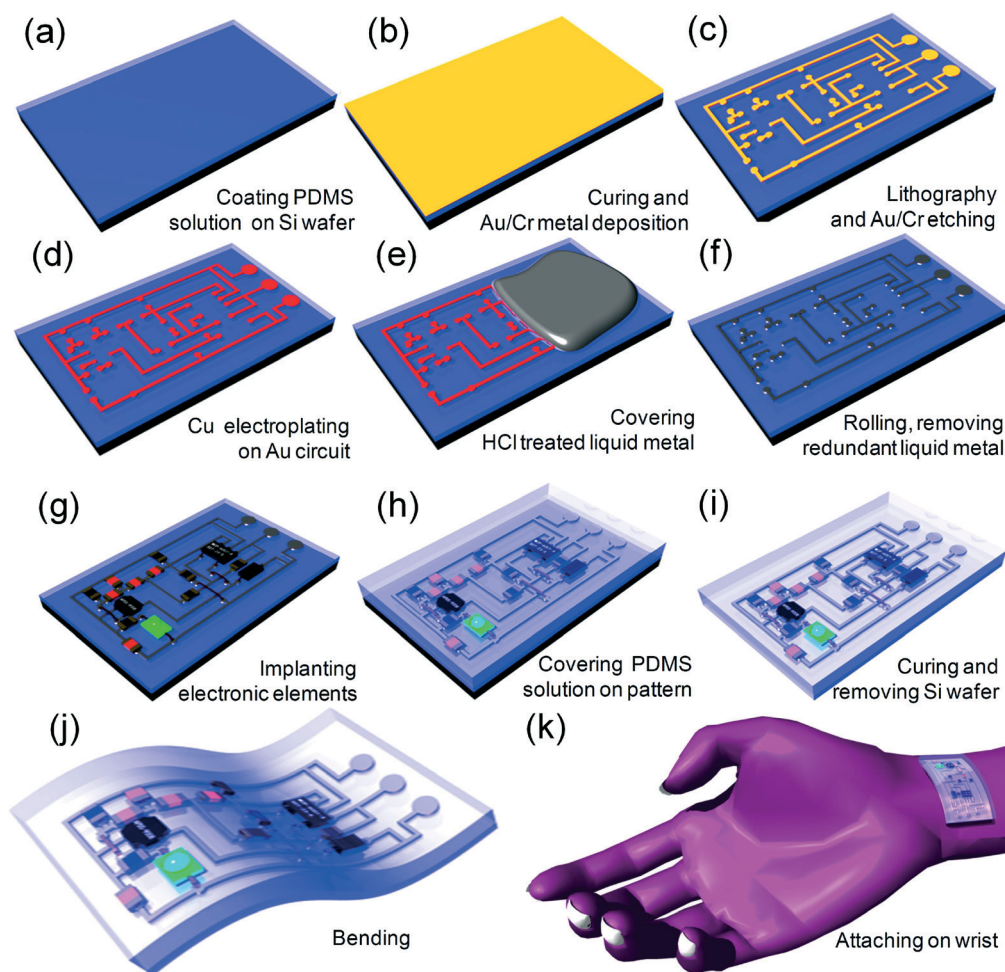 (a)
(b)
(c)
Coating PDMS
solution on Si wafer
Curing and
Au/Cr metal deposition
Lithography
and Au/Cr etching
(d)
(e)
(f)
Cu electroplating
on Au circuit
Covering
HCl treated liquid metal
Rolling, removing
redundant liquid metal
(g)
(h)
(i)
Implanting
electronic elements
Covering PDMS
solution on pattern
Curing and
removing Si wafer
(j)
(k)
Bending
Attaching on wrist